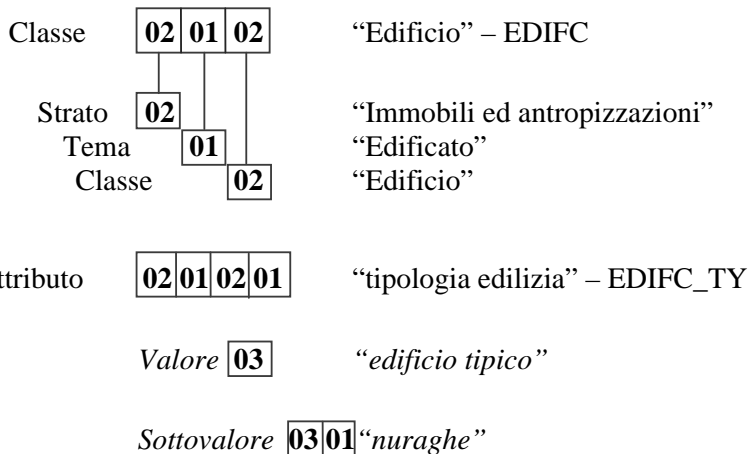 Classe 02 01 02 “Edificio” – EDIFC
Strato 02 “Immobili ed antropizzazioni”
Tema 01 “Edificato”
Classe 02 “Edificio”
ttributo 02 01 02 01 “tipologia edilizia” – EDIFC_TY
Valore 03 “edificio tipico”
Sottovalore 03 01 “nuraghe”